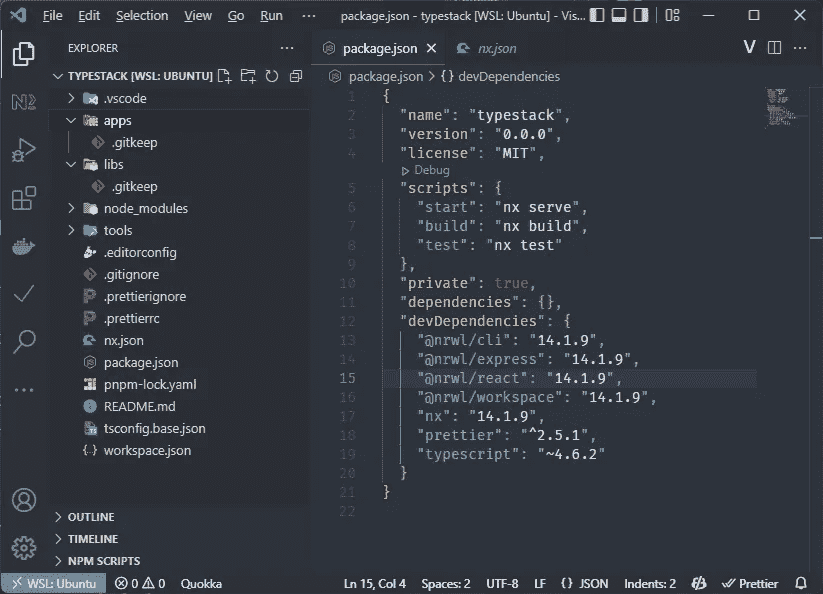 File Edit Selection View Go Run ··· package.json - typestack [WSL: Ubuntu] - Vis...
EXPLORER ···
TYPESTACK [WSL: UBUNTU]
.vscode
apps
.gitkeep
libs
.gitkeep
node_modules
tools
.editorconfig
.gitignore
.prettierignore
.prettierrc
nx.json
package.json
pnpm-lock.yaml
README.md
tsconfig.base.json
workspace.json
OUTLINE
TIMELINE
NPM SCRIPTS
package.json nx.json
package.json > {} devDependencies
1 {
2 "name": "typestack",
3 "version": "0.0.0",
4 "license": "MIT",
Debug
5 "scripts": {
6 "start": "nx serve",
7 "build": "nx build",
8 "test": "nx test"
9 },
10 "private": true,
11 "dependencies": {},
12 "devDependencies": {
13 "@nrwl/cli": "14.1.9",
14 "@nrwl/express": "14.1.9",
15 "@nrwl/react": "14.1.9",
16 "@nrwl/workspace": "14.1.9",
17 "nx": "14.1.9",
18 "prettier": "^2.5.1",
19 "typescript": "~4.6.2"
20 }
21 }
22
WSL: Ubuntu 0 0 Quokka Ln 15, Col 4 Spaces: 2 UTF-8 LF {} JSON Indents: 2 Prettier